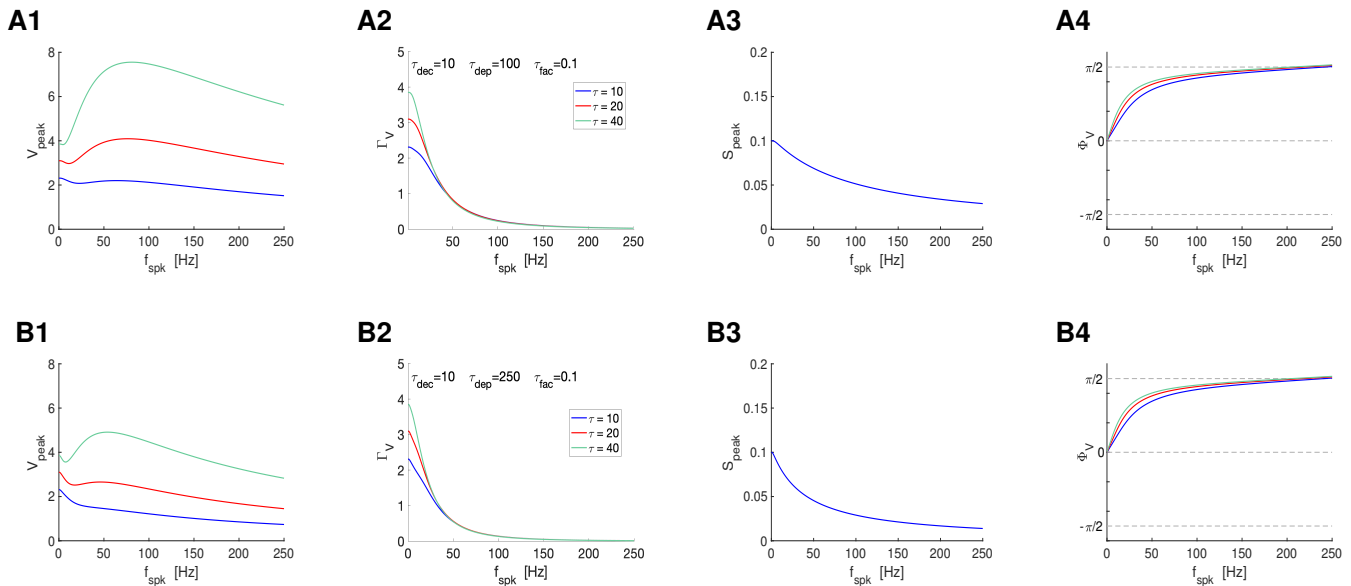 A1
8
6
4
2
0
V_peak
0 50 100 150 200 250
f_spk [Hz]
A2
5
4
3
2
1
0
Γ_V
τ_dec=10 τ_dep=100 τ_fac=0.1
τ = 10
τ = 20
τ = 40
50 100 150 200 250
f_spk [Hz]
A3
0.2
0.15
0.1
0.05
0
S_peak
0 50 100 150 200 250
f_spk [Hz]
A4
π/2
0
-π/2
Φ_V
0 50 100 150 200 250
f_spk [Hz]
B1
8
6
4
2
0
V_peak
0 50 100 150 200 250
f_spk [Hz]
B2
5
4
3
2
1
0
Γ_V
τ_dec=10 τ_dep=250 τ_fac=0.1
τ = 10
τ = 20
τ = 40
50 100 150 200 250
f_spk [Hz]
B3
0.2
0.15
0.1
0.05
0
S_peak
0 50 100 150 200 250
f_spk [Hz]
B4
π/2
0
-π/2
Φ_V
0 50 100 150 200 250
f_spk [Hz]